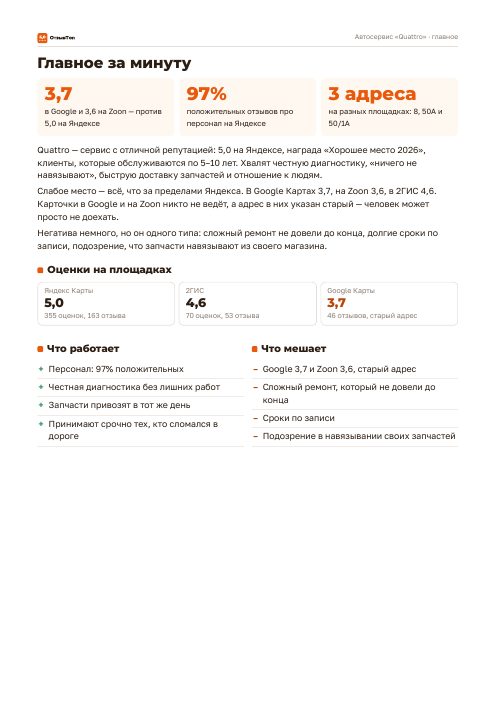 ОтзывТоп
Автосервис «Quattro» · главное
Главное за минуту
3,7
в Google и 3,6 на Zoon — против
5,0 на Яндексе
97%
положительных отзывов про
персонал на Яндексе
3 адреса
на разных площадках: 8, 50А и
50/1А
Quattro — сервис с отличной репутацией: 5,0 на Яндексе, награда «Хорошее место 2026»,
клиенты, которые обслуживаются по 5–10 лет. Хвалят честную диагностику, «ничего не
навязывают», быструю доставку запчастей и отношение к людям.
Слабое место — всё, что за пределами Яндекса. В Google Картах 3,7, на Zoon 3,6, в 2ГИС 4,6.
Карточки в Google и на Zoon никто не ведёт, а адрес в них указан старый — человек может
просто не доехать.
Негатива немного, но он одного типа: сложный ремонт не довели до конца, долгие сроки по
записи, подозрение, что запчасти навязывают из своего магазина.
Оценки на площадках
Яндекс Карты
5,0
355 оценок, 163 отзыва
2ГИС
4,6
70 оценок, 53 отзыва
Google Карты
3,7
46 отзывов, старый адрес
Что работает
+ Персонал: 97% положительных
+ Честная диагностика без лишних работ
+ Запчасти привозят в тот же день
+ Принимают срочно тех, кто сломался в
дороге
Что мешает
– Google 3,7 и Zoon 3,6, старый адрес
– Сложный ремонт, который не довели до
конца
– Сроки по записи
– Подозрение в навязывании своих запчастей